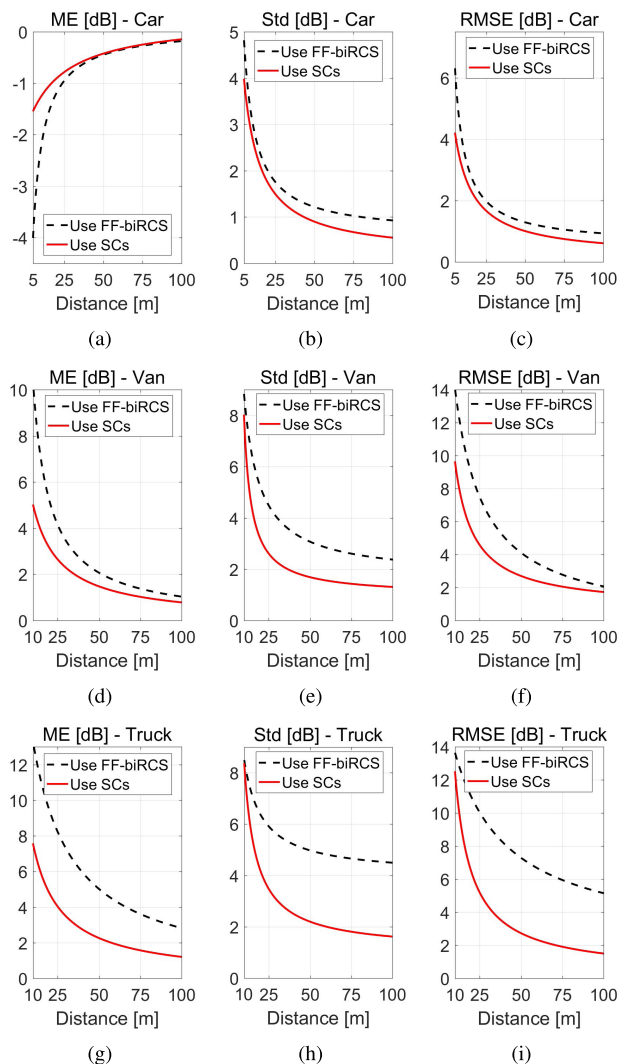 ME [dB] - Car
0
-1
-2
-3
-4
Use FF-biRCS
Use SCs
5 25 50 75 100
Distance [m]
(a)
Std [dB] - Car
5
4
3
2
1
0
Use FF-biRCS
Use SCs
5 25 50 75 100
Distance [m]
(b)
RMSE [dB] - Car
6
4
2
0
Use FF-biRCS
Use SCs
5 25 50 75 100
Distance [m]
(c)
ME [dB] - Van
10
8
6
4
2
0
Use FF-biRCS
Use SCs
10 25 50 75 100
Distance [m]
(d)
Std [dB] - Van
8
6
4
2
0
Use FF-biRCS
Use SCs
10 25 50 75 100
Distance [m]
(e)
RMSE [dB] - Van
14
12
10
8
6
4
2
0
Use FF-biRCS
Use SCs
10 25 50 75 100
Distance [m]
(f)
ME [dB] - Truck
12
10
8
6
4
2
0
Use FF-biRCS
Use SCs
10 25 50 75 100
Distance [m]
(g)
Std [dB] - Truck
8
6
4
2
0
Use FF-biRCS
Use SCs
10 25 50 75 100
Distance [m]
(h)
RMSE [dB] - Truck
14
12
10
8
6
4
2
0
Use FF-biRCS
Use SCs
10 25 50 75 100
Distance [m]
(i)